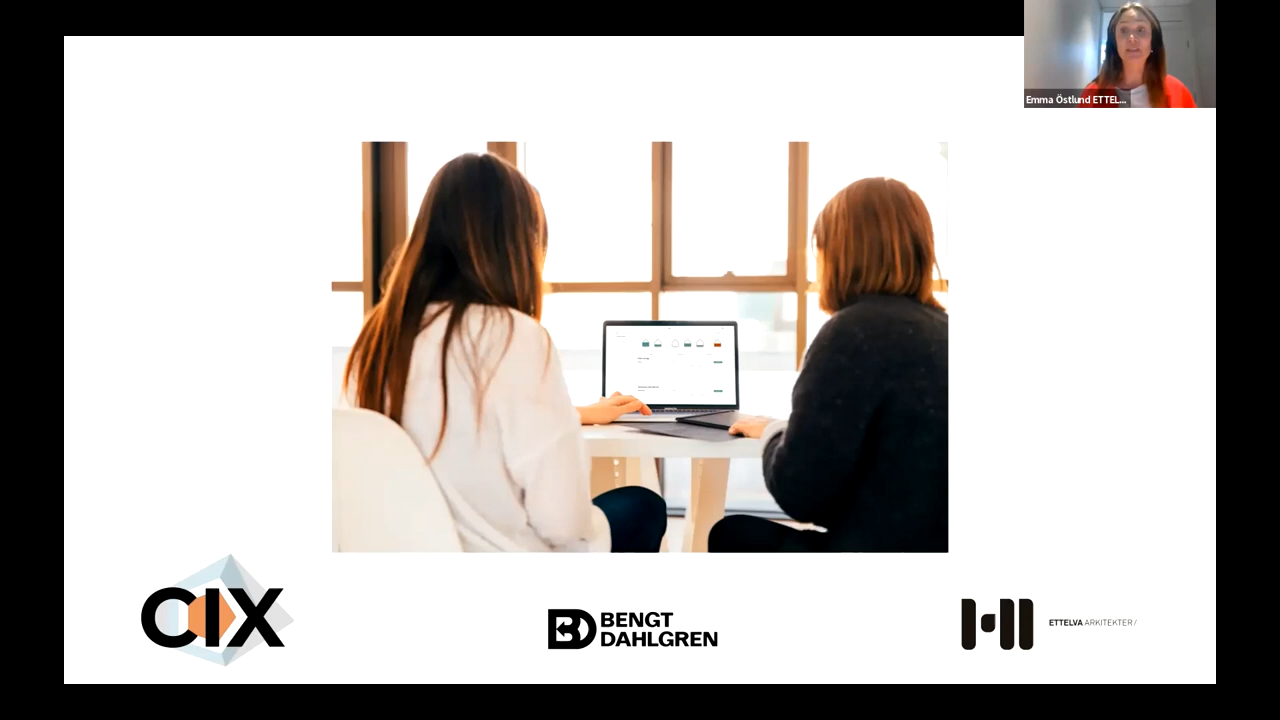 Emma Östlund ETTEL...
CIX
BENGT
DAHLGREN
ETTELVA ARKITEKTER/